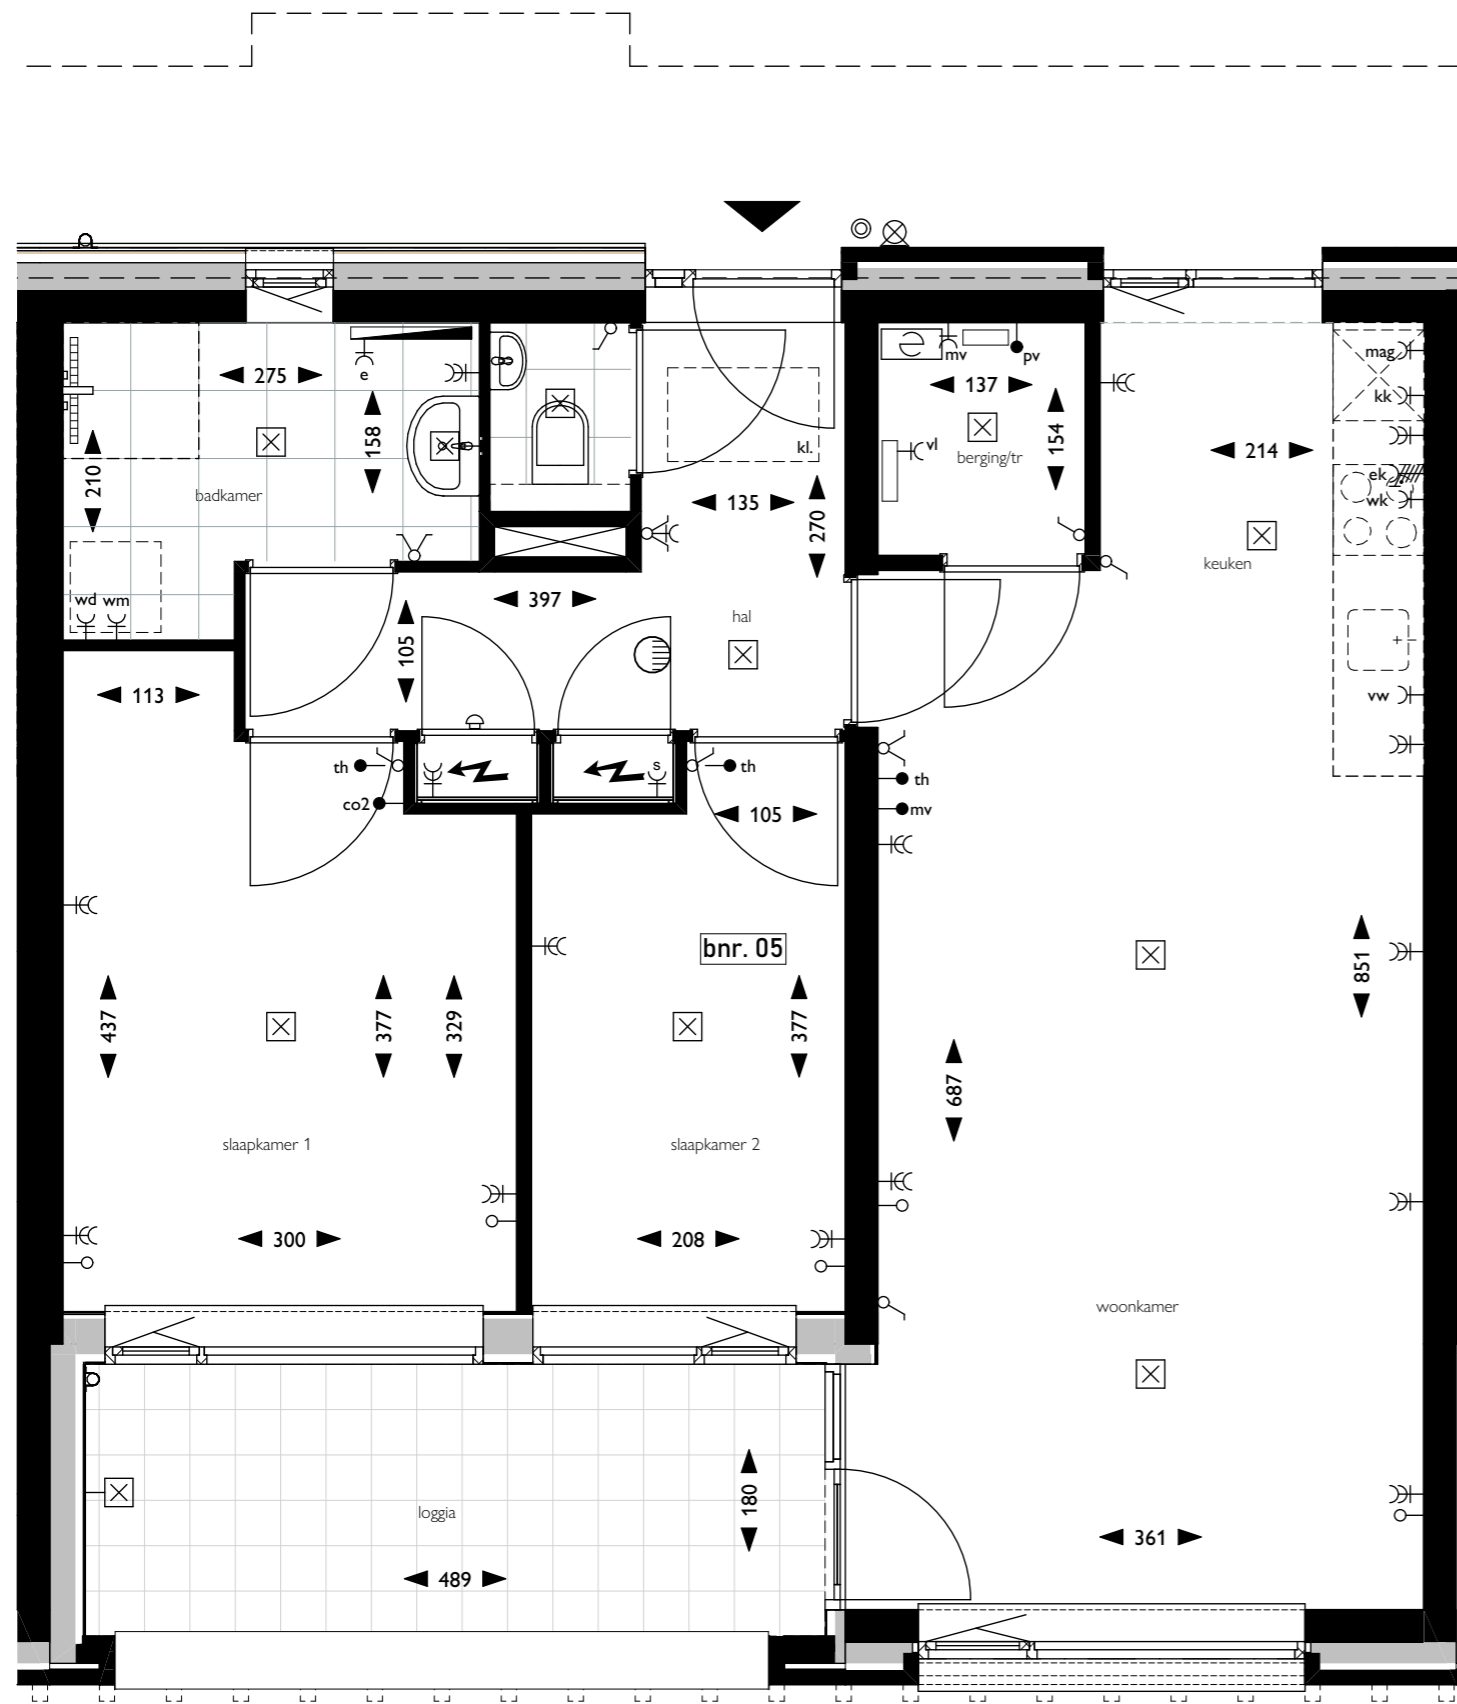 mag
mv
pv
275
e
137
kk
kl.
vl
154
214
158
berging/tr
ek
210
badkamer
135
wk
270
keuken
wd wm
397
hal
105
113
vw
th
s
th
th
co2
105
mv
bnr. 05
851
437
377
329
377
687
slaapkamer 1
slaapkamer 2
300
208
woonkamer
180
loggia
361
489